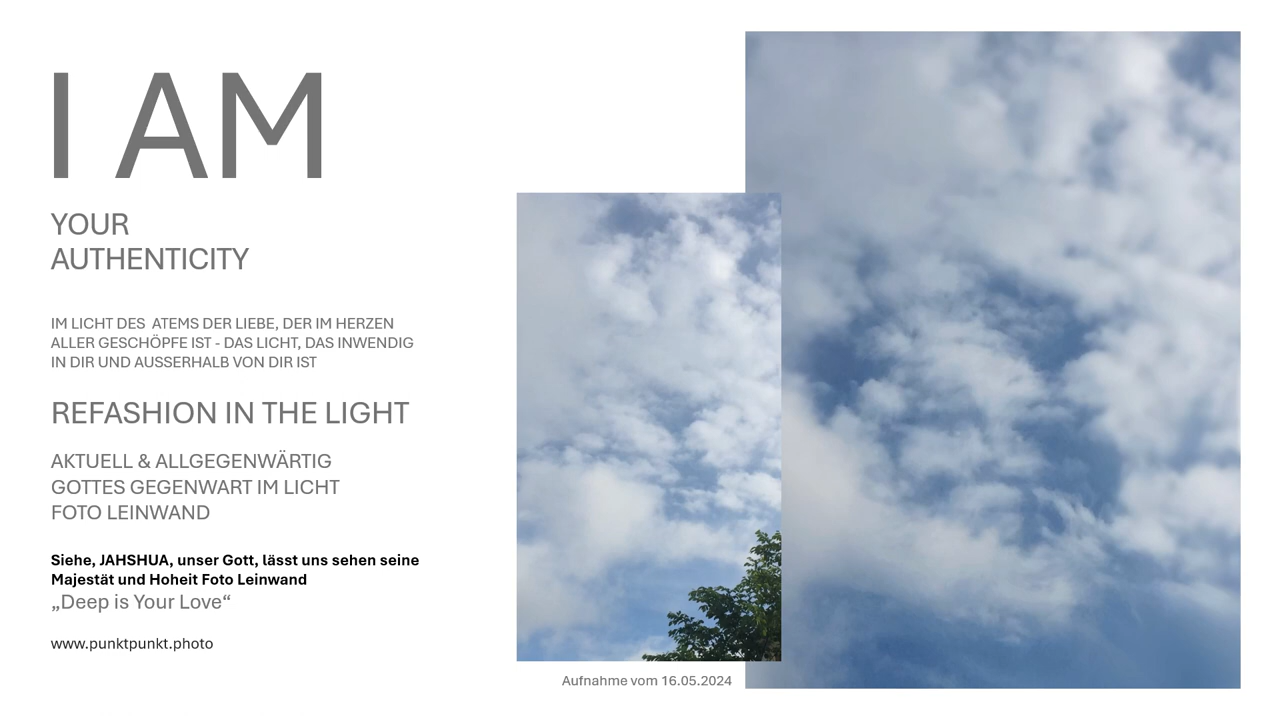 I AM
YOUR
AUTHENTICITY
IM LICHT DES  ATEMS DER LIEBE, DER IM HERZEN
ALLER GESCHÖPFE IST - DAS LICHT, DAS INWENDIG
IN DIR UND AUSSERHALB VON DIR IST
REFASHION IN THE LIGHT
AKTUELL & ALLGEGENWÄRTIG
GOTTES GEGENWART IM LICHT
FOTO LEINWAND
Siehe, JAHSHUA, unser Gott, lässt uns sehen seine
Majestät und Hoheit Foto Leinwand
„Deep is Your Love“
www.punktpunkt.photo
Aufnahme vom 16.05.2024